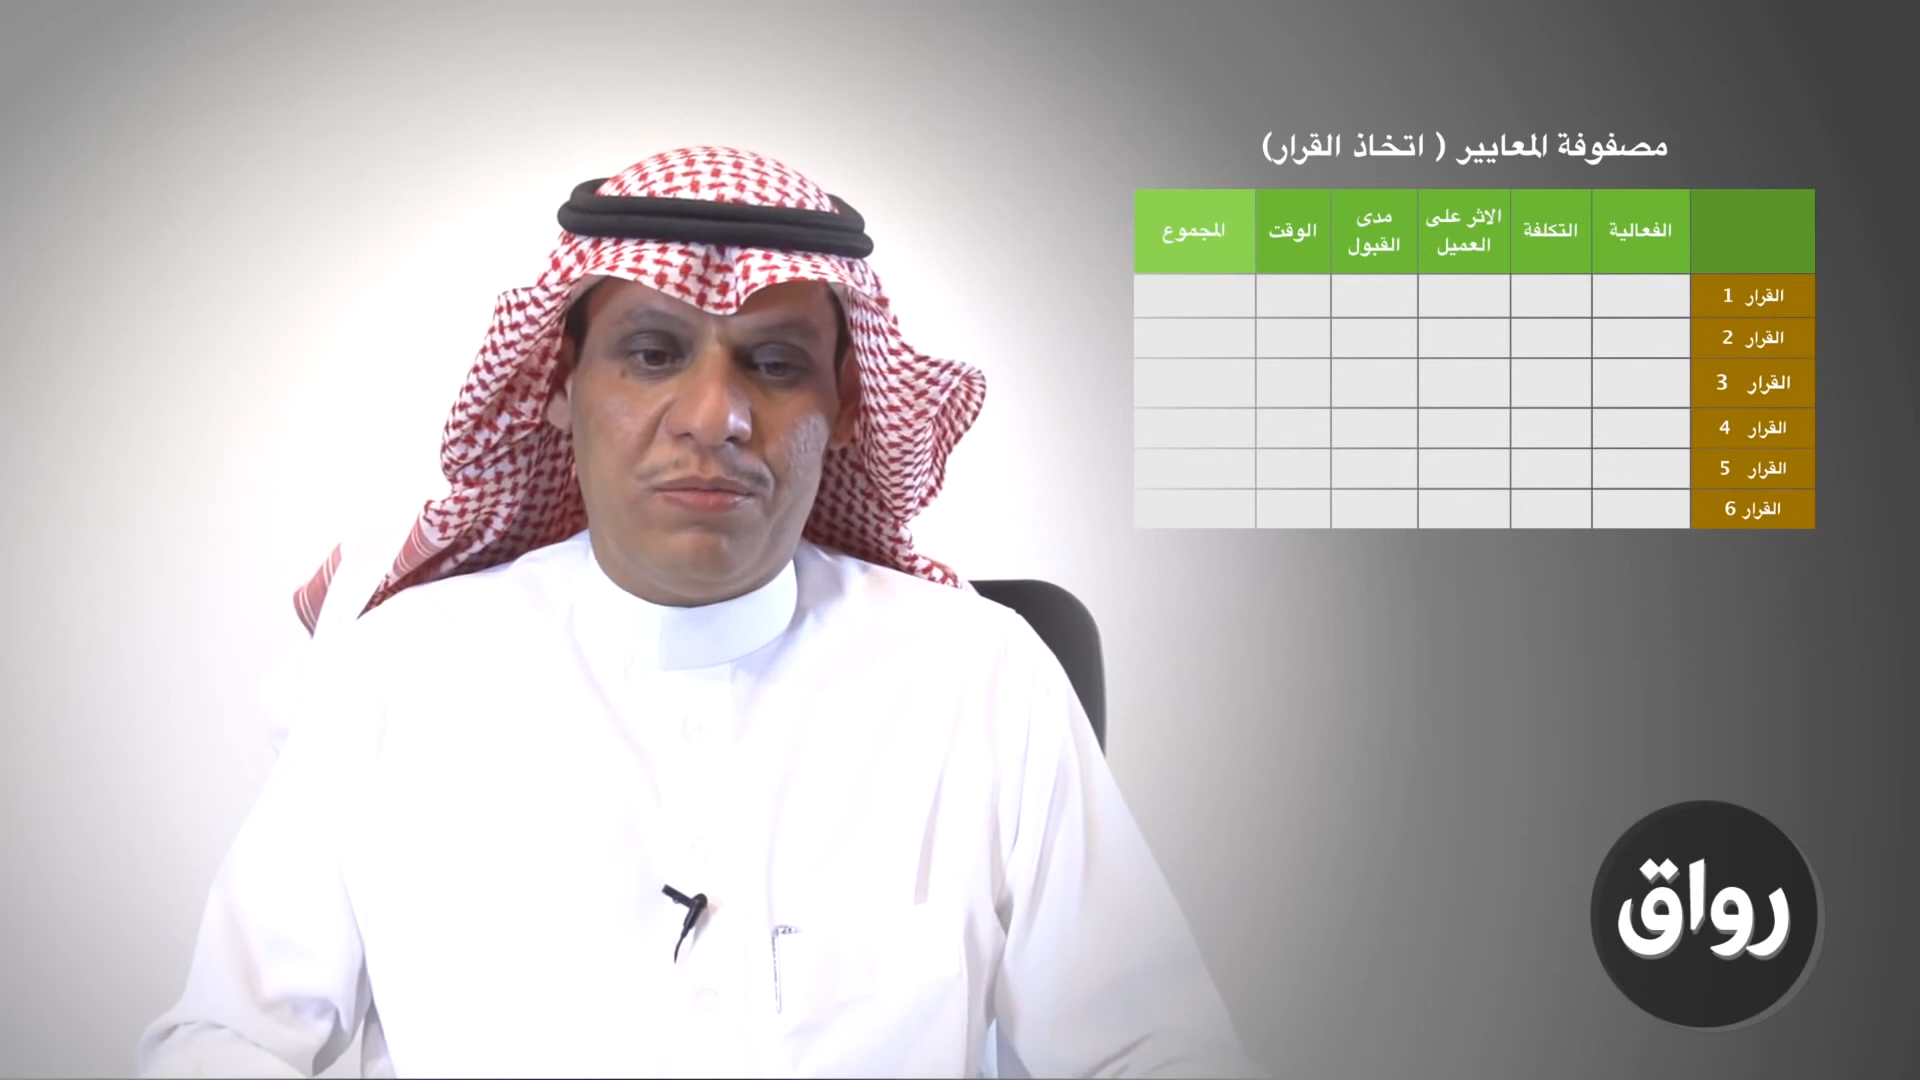 مصفوفة المعايير ( اتخاذ القرار)
الفعالية التكلفة الاثر على العميل مدى القبول الوقت المجموع
القرار 1
القرار 2
القرار 3
القرار 4
القرار 5
القرار 6
رواق